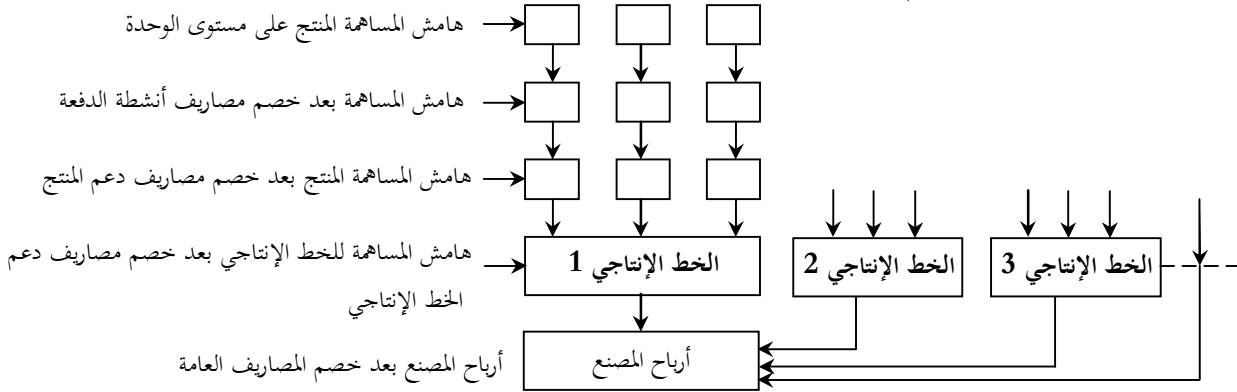 هامش المساهمة المنتج على مستوى الوحدة
هامش المساهمة بعد خصم مصاريف أنشطة الدفعة
هامش المساهمة المنتج بعد خصم مصاريف دعم المنتج
هامش المساهمة للخط الإنتاجي بعد خصم مصاريف دعم
الخط الإنتاجي
الخط الإنتاجي 1
الخط الإنتاجي 2
الخط الإنتاجي 3
أرباح المصنع بعد خصم المصاريف العامة
أرباح المصنع